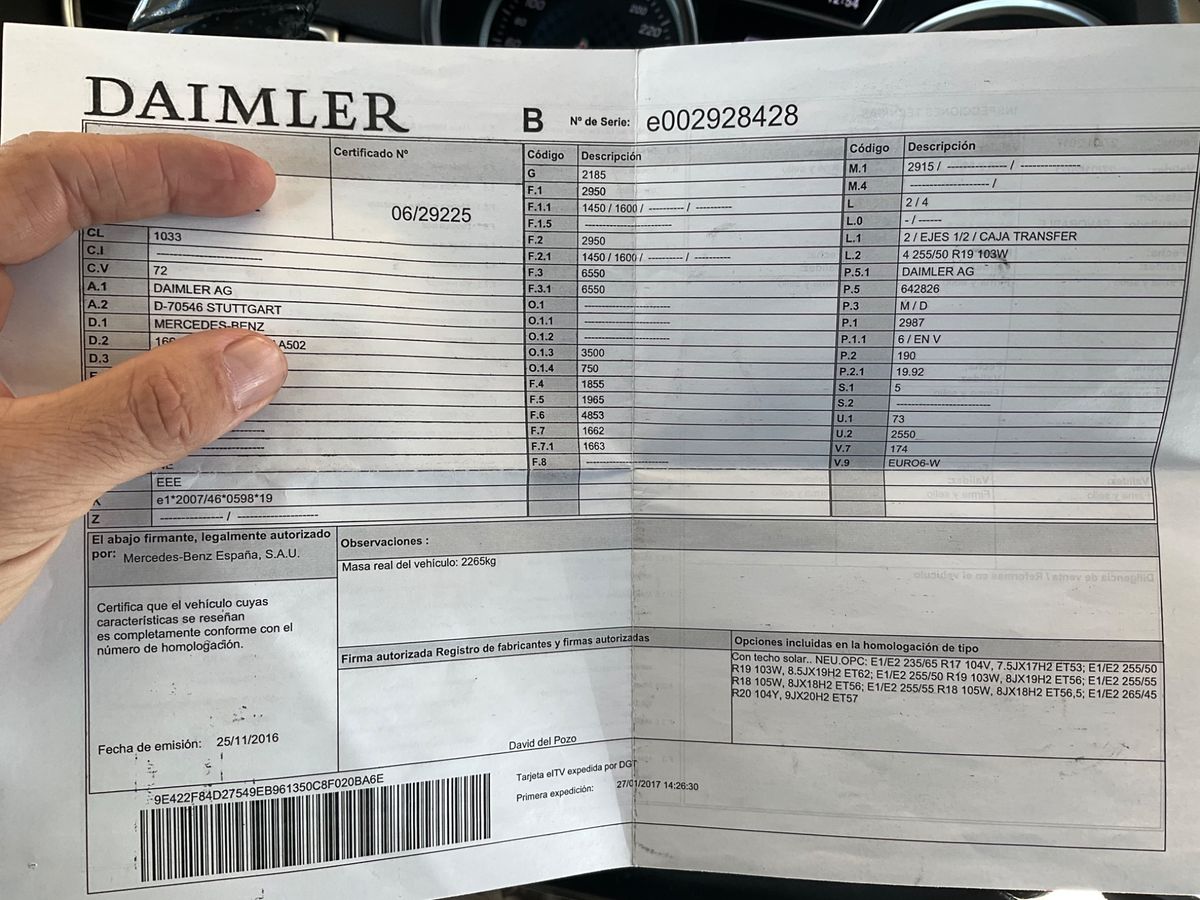 100
200
220
12:54
DAIMLER
B Nº de Serie: e002928428
Certificado Nº
06/29225
CL 1033
C.I ----------------------
C.V 72
A.1 DAIMLER AG
A.2 D-70546 STUTTGART
D.1 MERCEDES-BENZ
D.2 A502
D.3
EEE
e1*2007/46*0598*19
Z --------------- / -------------------
Código Descripción
G 2185
F.1 2950
F.1.1 1450 / 1600 / ---------- / ----------
F.1.5 --------------------
F.2 2950
F.2.1 1450 / 1600 / ---------- / ----------
F.3 6550
F.3.1 6550
O.1 --------------------
O.1.1 --------------------
O.1.2 --------------------
O.1.3 3500
O.1.4 750
F.4 1855
F.5 1965
F.6 4853
F.7 1662
F.7.1 1663
F.8 --------------------
Código Descripción
M.1 2915 / --------------- / ---------------
M.4 -------------------- /
L 2 / 4
L.0 - / ------
L.1 2 / EJES 1/2 / CAJA TRANSFER
L.2 4 255/50 R19 103W
P.5.1 DAIMLER AG
P.5 642826
P.3 M / D
P.1 2987
P.1.1 6 / EN V
P.2 190
P.2.1 19.92
S.1 5
S.2 --------------------
U.1 73
U.2 2550
V.7 174
V.9 EURO6-W
El abajo firmante, legalmente autorizado
por: Mercedes-Benz España, S.A.U.
Certifica que el vehículo cuyas
características se reseñan
es completamente conforme con el
número de homologación.
Fecha de emisión: 25/11/2016
Observaciones :
Masa real del vehículo: 2265kg
Firma autorizada Registro de fabricantes y firmas autorizadas
David del Pozo
Opciones incluidas en la homologación de tipo
Con techo solar.. NEU.OPC: E1/E2 235/65 R17 104V, 7.5JX17H2 ET53; E1/E2 255/50
R19 103W, 8.5JX19H2 ET62; E1/E2 255/50 R19 103W, 8JX19H2 ET56; E1/E2 255/55
R18 105W, 8JX18H2 ET56; E1/E2 255/55 R18 105W, 8JX18H2 ET56,5; E1/E2 265/45
R20 104Y, 9JX20H2 ET57
9E422F84D27549EB961350C8F020BA6E
Tarjeta eITV expedida por DGT
Primera expedición: 27/01/2017 14:26:30